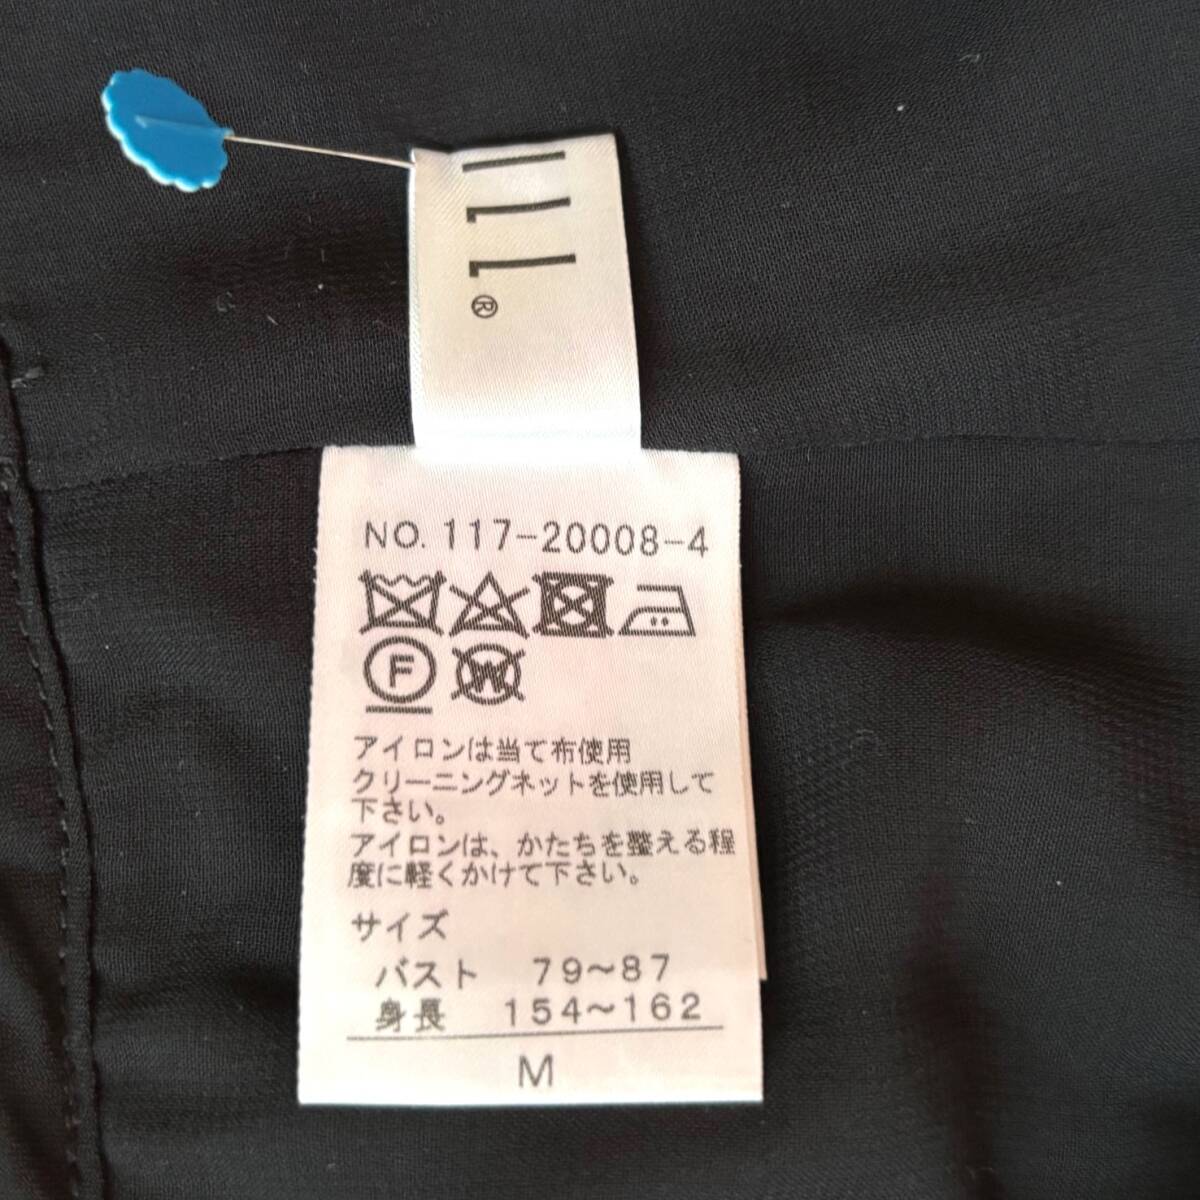 111®
NO. 117-20008-4
F W
アイロンは当て布使用
クリーニングネットを使用して
下さい。
アイロンは、かたちを整える程
度に軽くかけて下さい。
サイズ
バスト 79〜87
身長 154〜162
M